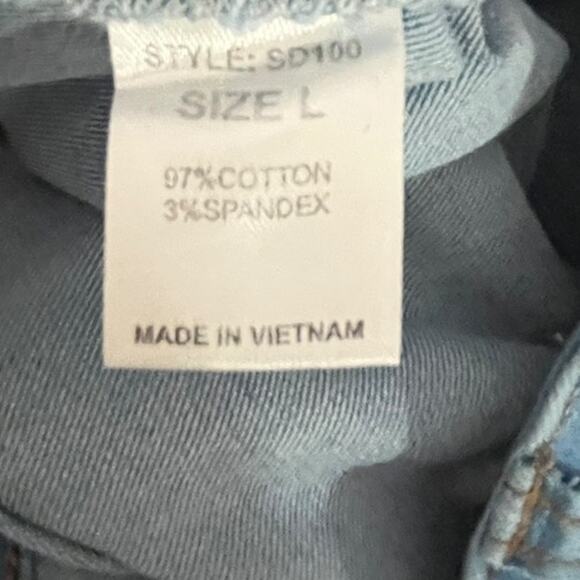 STYLE: SD100
SIZE L
97%COTTON
3%SPANDEX
MADE IN VIETNAM